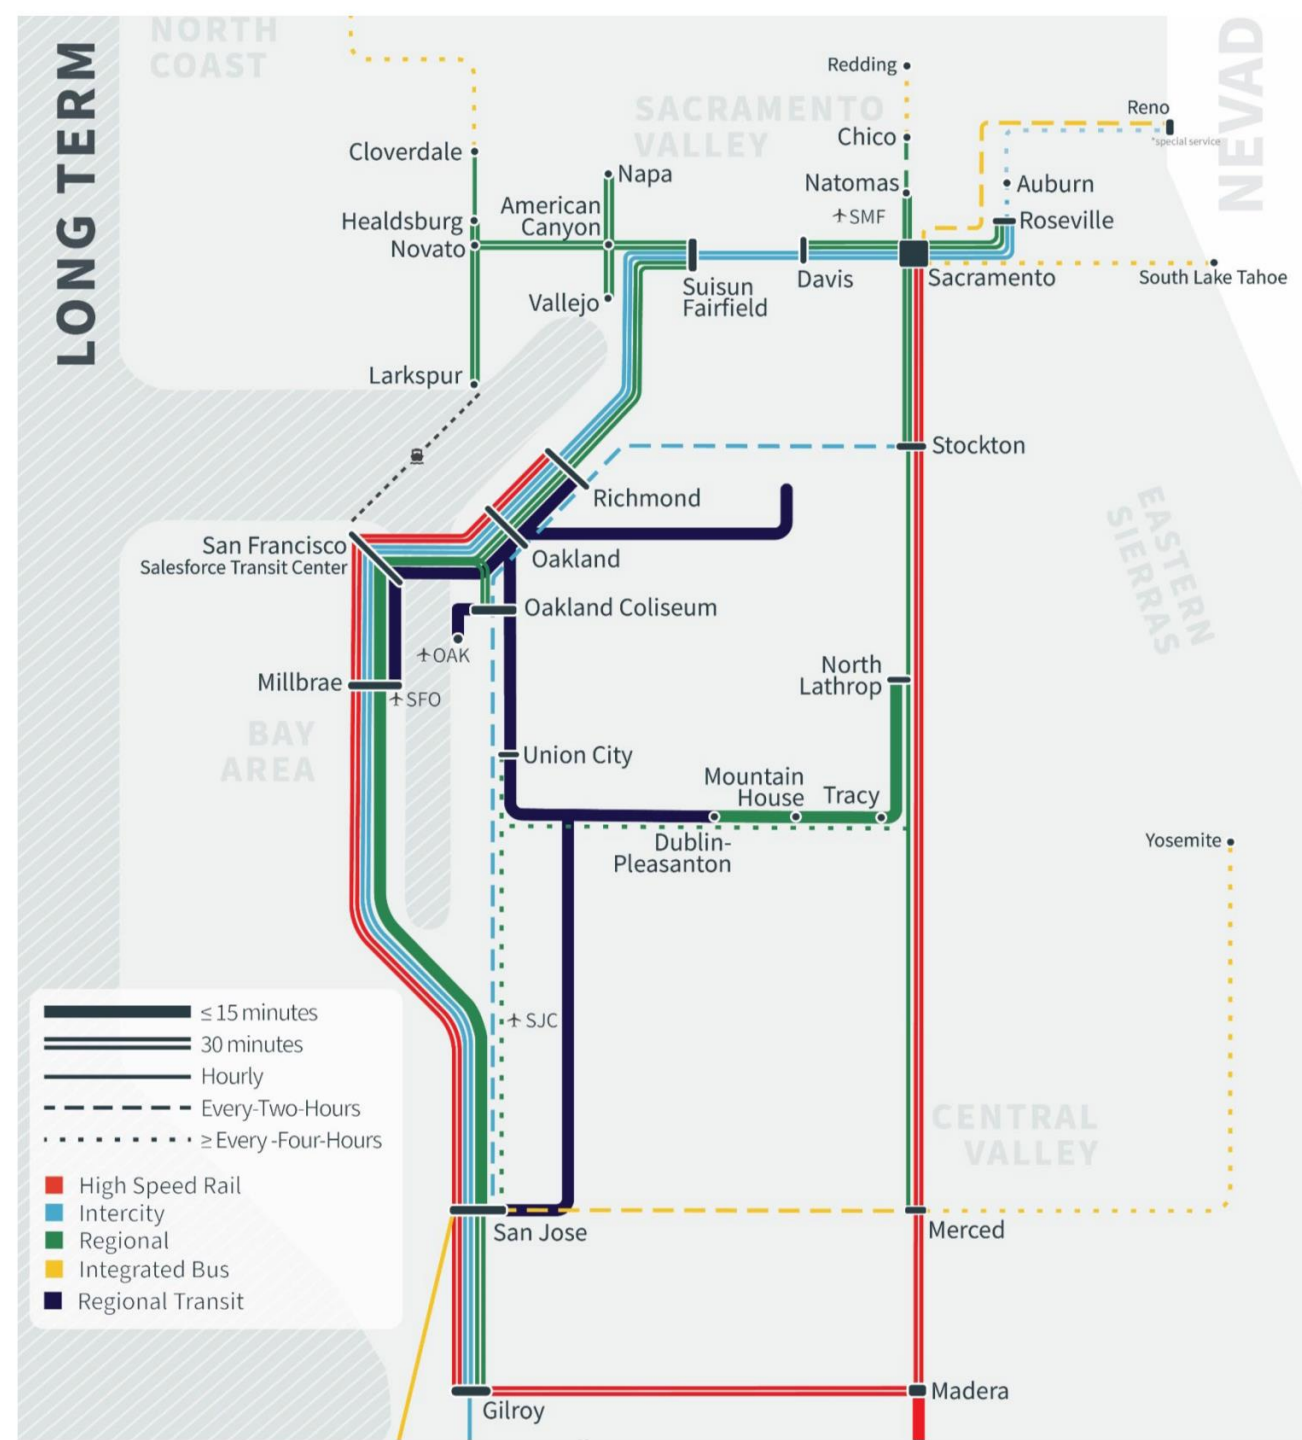 LONG TERM
NORTH
COAST
SACRAMENTO
VALLEY
NEVAD
Redding
Reno
*special service
Chico
Cloverdale
Napa
Natomas
Auburn
American
Canyon
SMF
Healdsburg
Roseville
Novato
Suisun
Fairfield
Davis
Sacramento
South Lake Tahoe
Vallejo
Larkspur
Stockton
Richmond
EASTERN
SIERRAS
San Francisco
Salesforce Transit Center
Oakland
Oakland Coliseum
OAK
North
Lathrop
Millbrae
SFO
BAY
AREA
Union City
Mountain
House
Tracy
Dublin-
Pleasanton
Yosemite
SJC
≤ 15 minutes
30 minutes
Hourly
Every-Two-Hours
≥ Every -Four-Hours
High Speed Rail
Intercity
Regional
Integrated Bus
Regional Transit
CENTRAL
VALLEY
San Jose
Merced
Gilroy
Madera